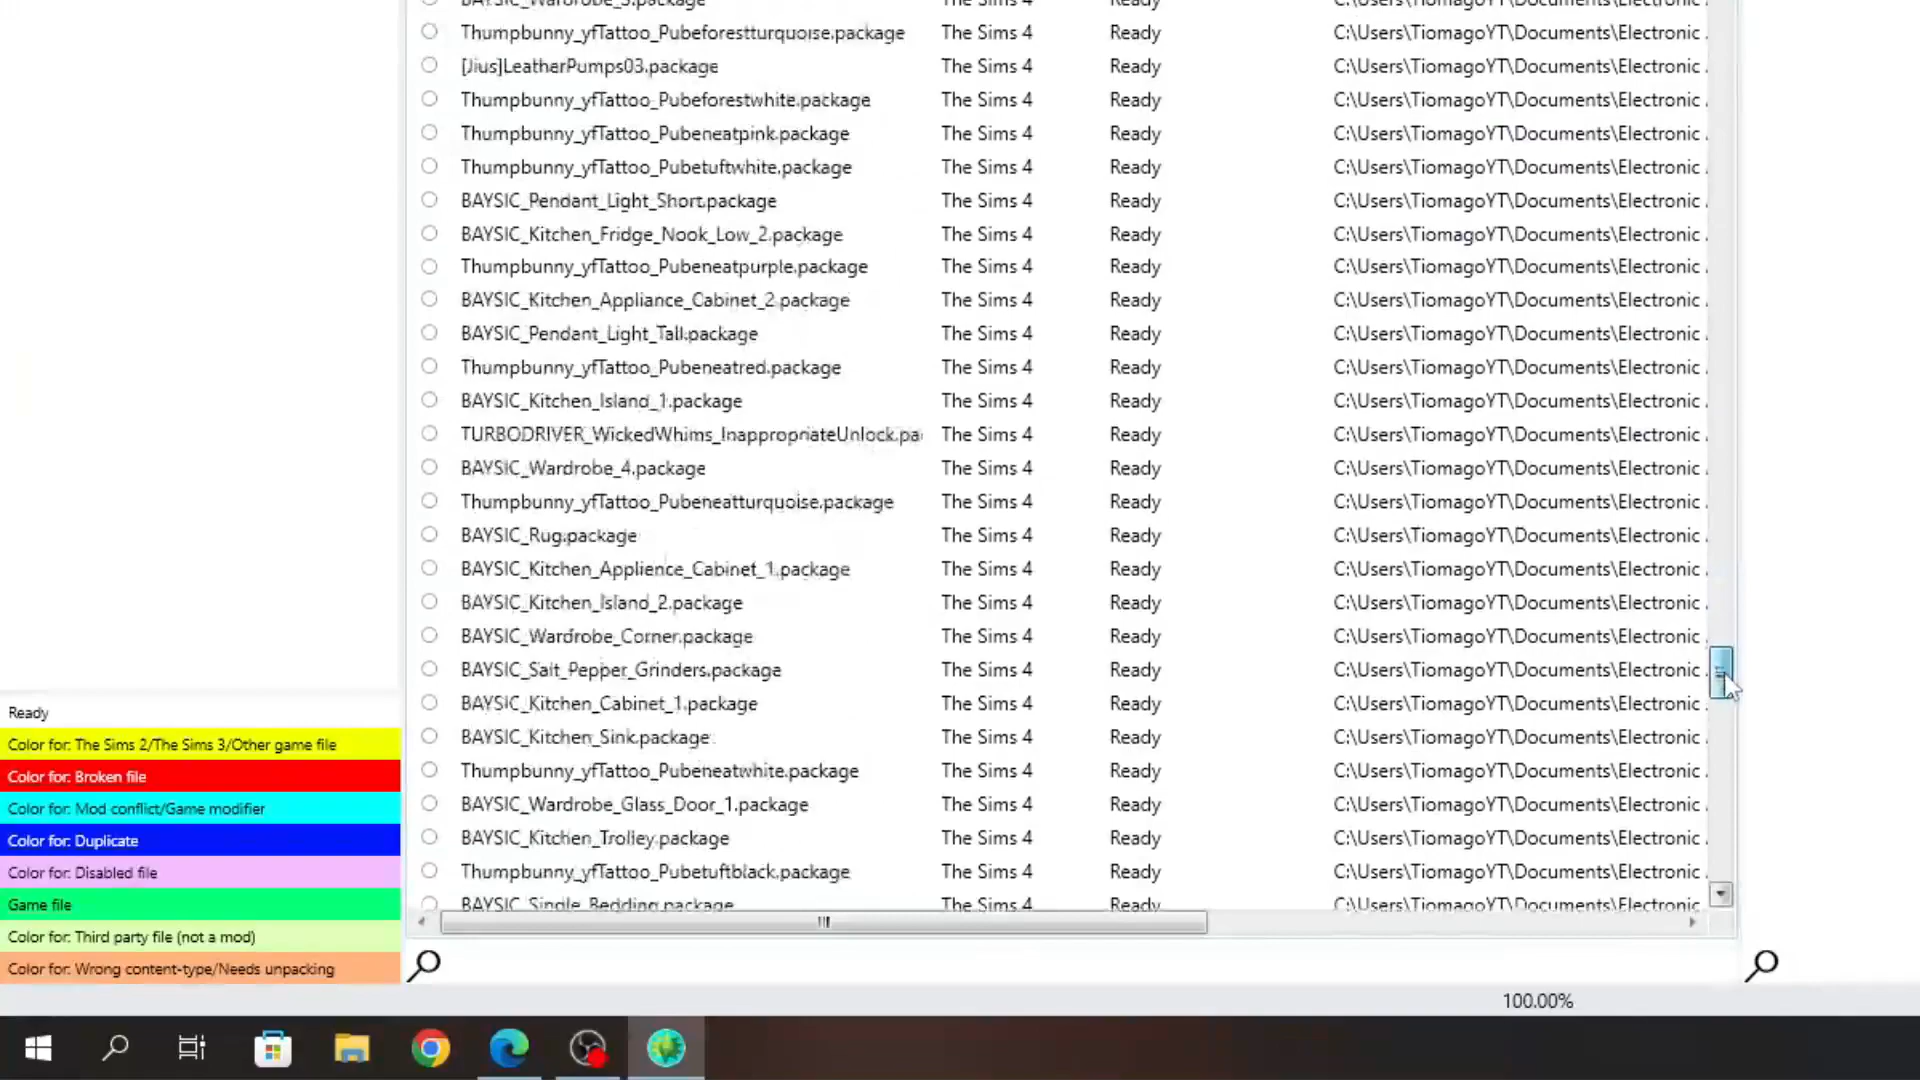 BAYSIC_Wardrobe_3.package The Sims 4 Ready C:\Users\TiomagoYT\Documents\Electronic .
Thumpbunny_yfTattoo_Pubeforestturquoise.package The Sims 4 Ready C:\Users\TiomagoYT\Documents\Electronic .
[Jius]LeatherPumps03.package The Sims 4 Ready C:\Users\TiomagoYT\Documents\Electronic .
Thumpbunny_yfTattoo_Pubeforestwhite.package The Sims 4 Ready C:\Users\TiomagoYT\Documents\Electronic .
Thumpbunny_yfTattoo_Pubeneatpink.package The Sims 4 Ready C:\Users\TiomagoYT\Documents\Electronic .
Thumpbunny_yfTattoo_Pubetuftwhite.package The Sims 4 Ready C:\Users\TiomagoYT\Documents\Electronic .
BAYSIC_Pendant_Light_Short.package The Sims 4 Ready C:\Users\TiomagoYT\Documents\Electronic .
BAYSIC_Kitchen_Fridge_Nook_Low_2.package The Sims 4 Ready C:\Users\TiomagoYT\Documents\Electronic .
Thumpbunny_yfTattoo_Pubeneatpurple.package The Sims 4 Ready C:\Users\TiomagoYT\Documents\Electronic .
BAYSIC_Kitchen_Appliance_Cabinet_2.package The Sims 4 Ready C:\Users\TiomagoYT\Documents\Electronic .
BAYSIC_Pendant_Light_Tall.package The Sims 4 Ready C:\Users\TiomagoYT\Documents\Electronic .
Thumpbunny_yfTattoo_Pubeneatred.package The Sims 4 Ready C:\Users\TiomagoYT\Documents\Electronic .
BAYSIC_Kitchen_Island_1.package The Sims 4 Ready C:\Users\TiomagoYT\Documents\Electronic .
TURBODRIVER_WickedWhims_InappropriateUnlock.pa The Sims 4 Ready C:\Users\TiomagoYT\Documents\Electronic .
BAYSIC_Wardrobe_4.package The Sims 4 Ready C:\Users\TiomagoYT\Documents\Electronic .
Thumpbunny_yfTattoo_Pubeneatturquoise.package The Sims 4 Ready C:\Users\TiomagoYT\Documents\Electronic .
BAYSIC_Rug.package The Sims 4 Ready C:\Users\TiomagoYT\Documents\Electronic .
BAYSIC_Kitchen_Applience_Cabinet_1.package The Sims 4 Ready C:\Users\TiomagoYT\Documents\Electronic .
BAYSIC_Kitchen_Island_2.package The Sims 4 Ready C:\Users\TiomagoYT\Documents\Electronic .
BAYSIC_Wardrobe_Corner.package The Sims 4 Ready C:\Users\TiomagoYT\Documents\Electronic .
BAYSIC_Salt_Pepper_Grinders.package The Sims 4 Ready C:\Users\TiomagoYT\Documents\Electronic .
BAYSIC_Kitchen_Cabinet_1.package The Sims 4 Ready C:\Users\TiomagoYT\Documents\Electronic .
BAYSIC_Kitchen_Sink.package The Sims 4 Ready C:\Users\TiomagoYT\Documents\Electronic .
Thumpbunny_yfTattoo_Pubeneatwhite.package The Sims 4 Ready C:\Users\TiomagoYT\Documents\Electronic .
BAYSIC_Wardrobe_Glass_Door_1.package The Sims 4 Ready C:\Users\TiomagoYT\Documents\Electronic .
BAYSIC_Kitchen_Trolley.package The Sims 4 Ready C:\Users\TiomagoYT\Documents\Electronic .
Thumpbunny_yfTattoo_Pubetuftblack.package The Sims 4 Ready C:\Users\TiomagoYT\Documents\Electronic .
BAYSIC_Single_Bedding.package The Sims 4 Ready C:\Users\TiomagoYT\Documents\Electronic .
Ready
Color for: The Sims 2/The Sims 3/Other game file
Color for: Broken file
Color for: Mod conflict/Game modifier
Color for: Duplicate
Color for: Disabled file
Game file
Color for: Third party file (not a mod)
Color for: Wrong content-type/Needs unpacking
100.00%